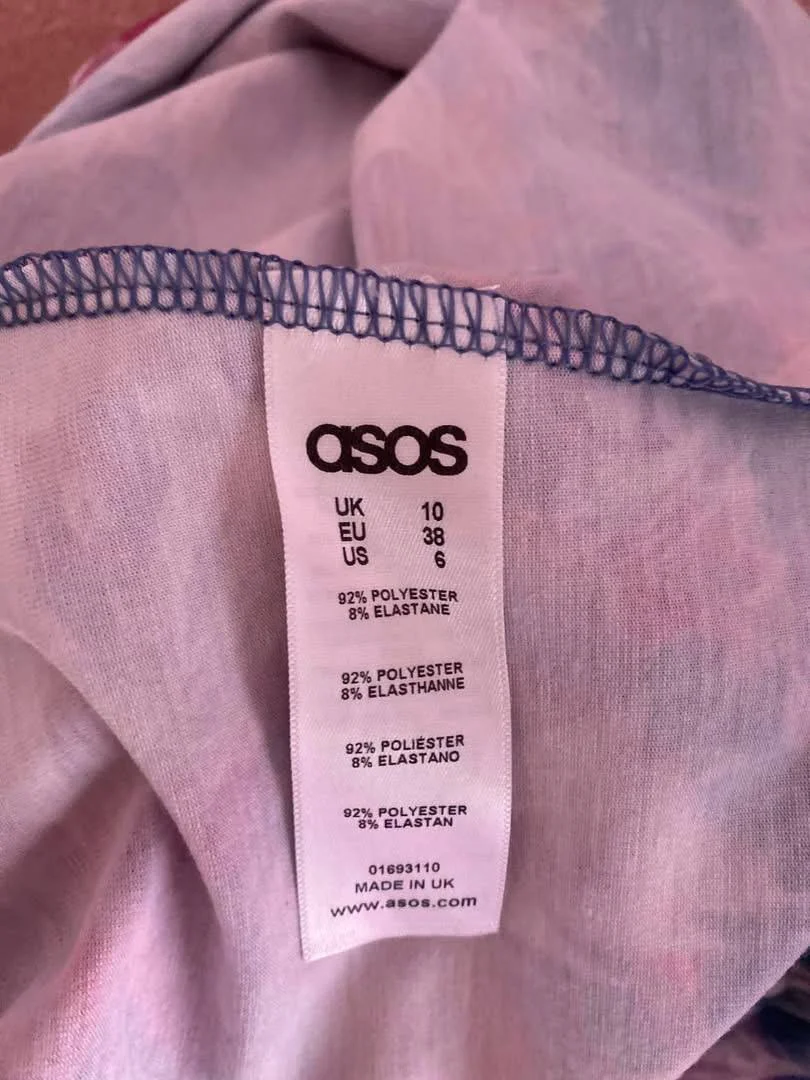 asos
UK 10
EU 38
US 6
92% POLYESTER
8% ELASTANE
92% POLYESTER
8% ELASTHANNE
92% POLIÉSTER
8% ELASTANO
92% POLYESTER
8% ELASTAN
01693110
MADE IN UK
www.asos.com